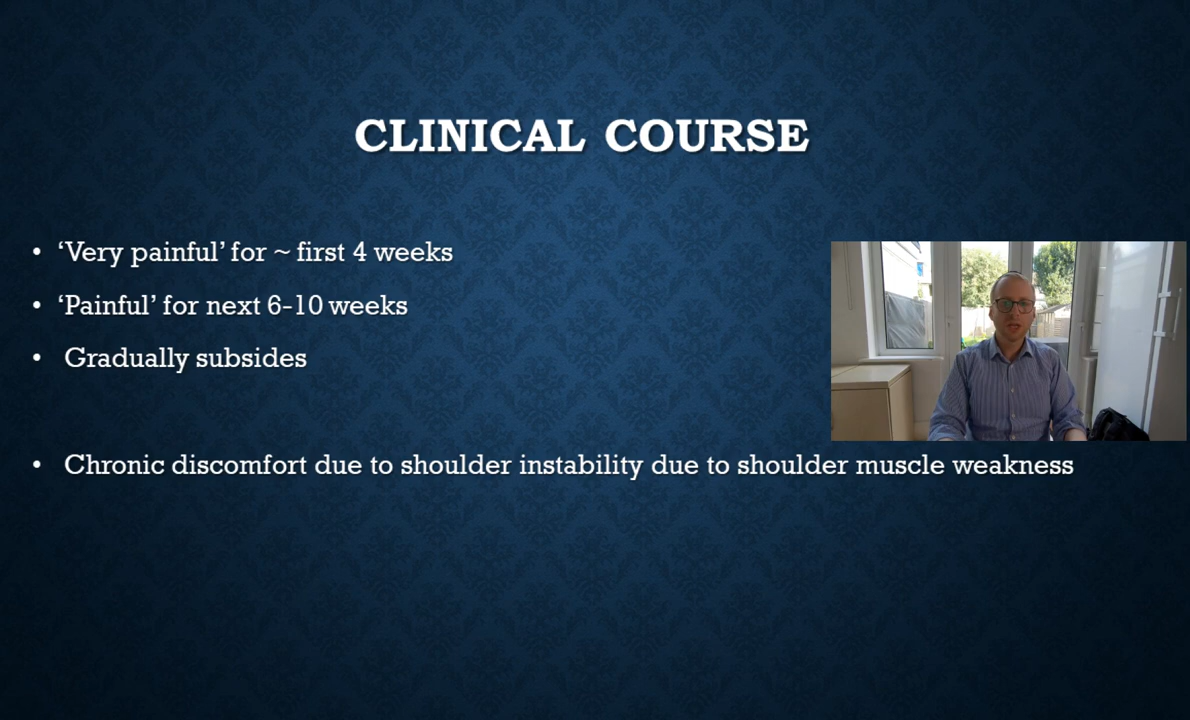 CLINICAL COURSE
• ‘Very painful’ for ~ first 4 weeks
• ‘Painful’ for next 6-10 weeks
• Gradually subsides
• Chronic discomfort due to shoulder instability due to shoulder muscle weakness